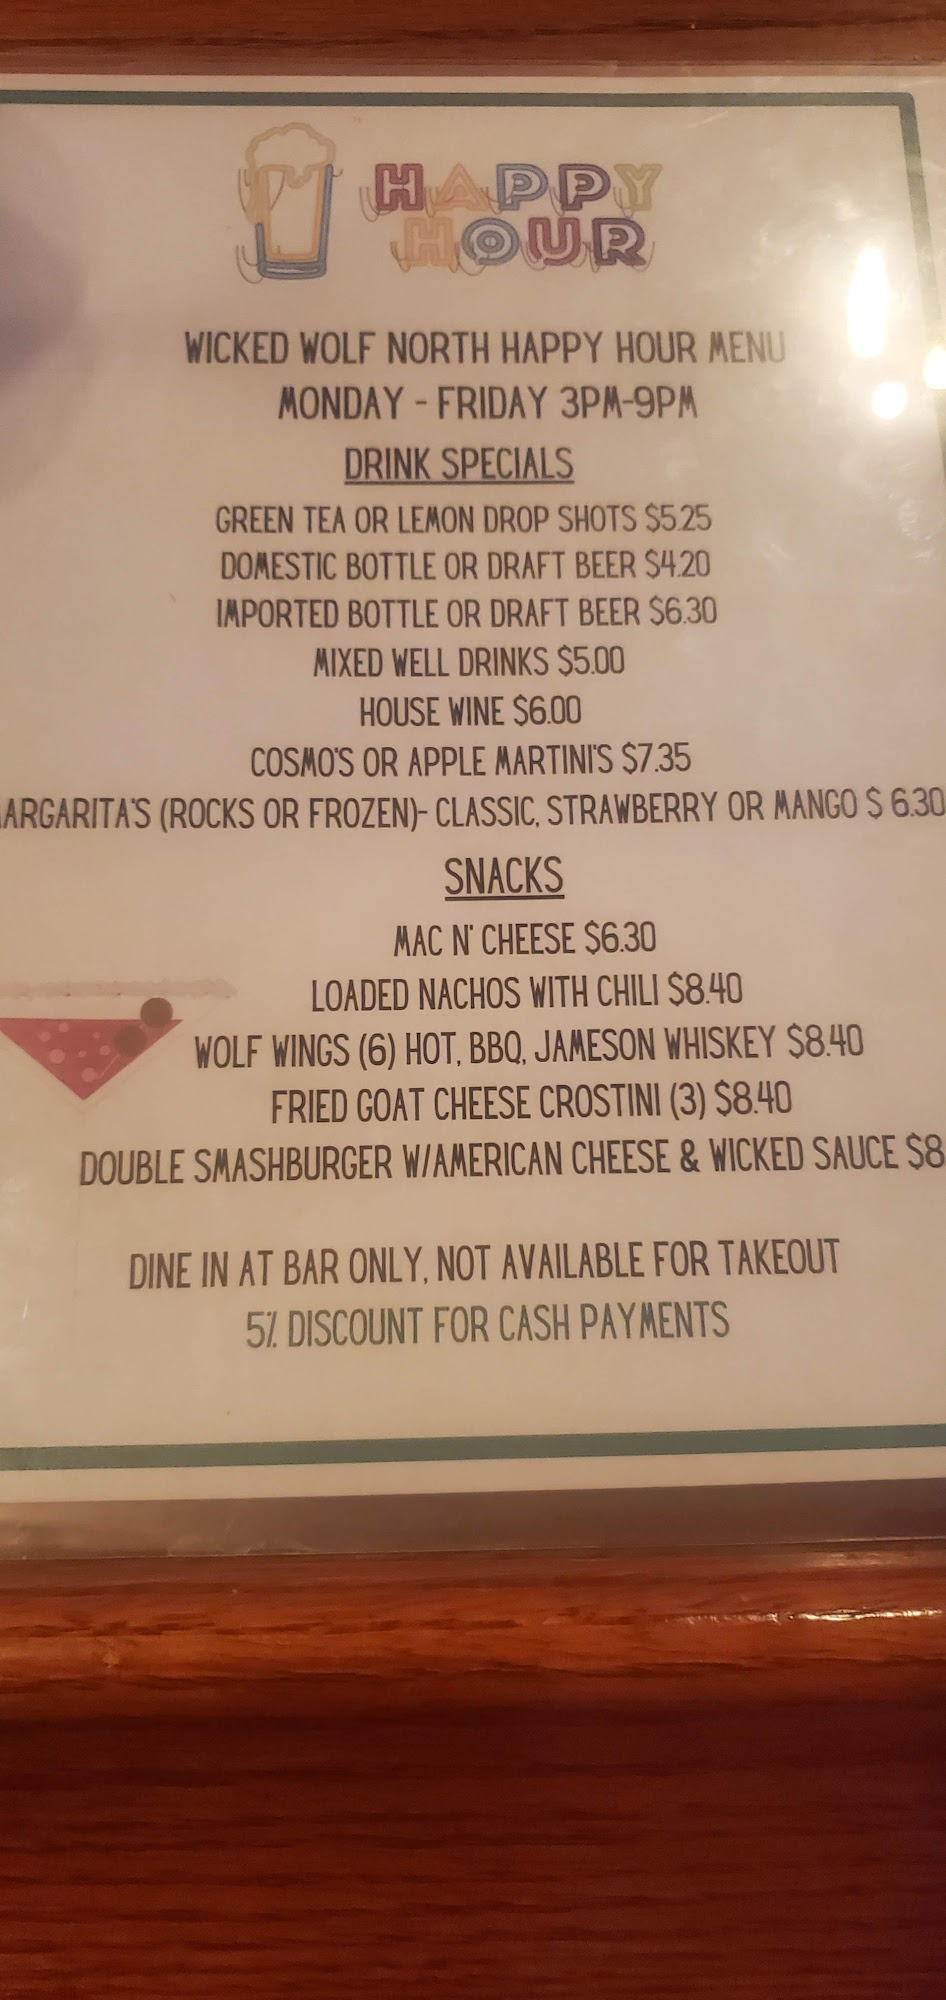 HAPPY
HOUR
WICKED WOLF NORTH HAPPY HOUR MENU
MONDAY - FRIDAY 3PM-9PM
DRINK SPECIALS
GREEN TEA OR LEMON DROP SHOTS $5.25
DOMESTIC BOTTLE OR DRAFT BEER $4.20
IMPORTED BOTTLE OR DRAFT BEER $6.30
MIXED WELL DRINKS $5.00
HOUSE WINE $6.00
COSMO'S OR APPLE MARTINI'S $7.35
ARGARITA'S (ROCKS OR FROZEN)- CLASSIC, STRAWBERRY OR MANGO $ 6.30
SNACKS
MAC N' CHEESE $6.30
LOADED NACHOS WITH CHILI $8.40
WOLF WINGS (6) HOT, BBQ, JAMESON WHISKEY $8.40
FRIED GOAT CHEESE CROSTINI (3) $8.40
DOUBLE SMASHBURGER W/AMERICAN CHEESE & WICKED SAUCE $8
DINE IN AT BAR ONLY, NOT AVAILABLE FOR TAKEOUT
5% DISCOUNT FOR CASH PAYMENTS